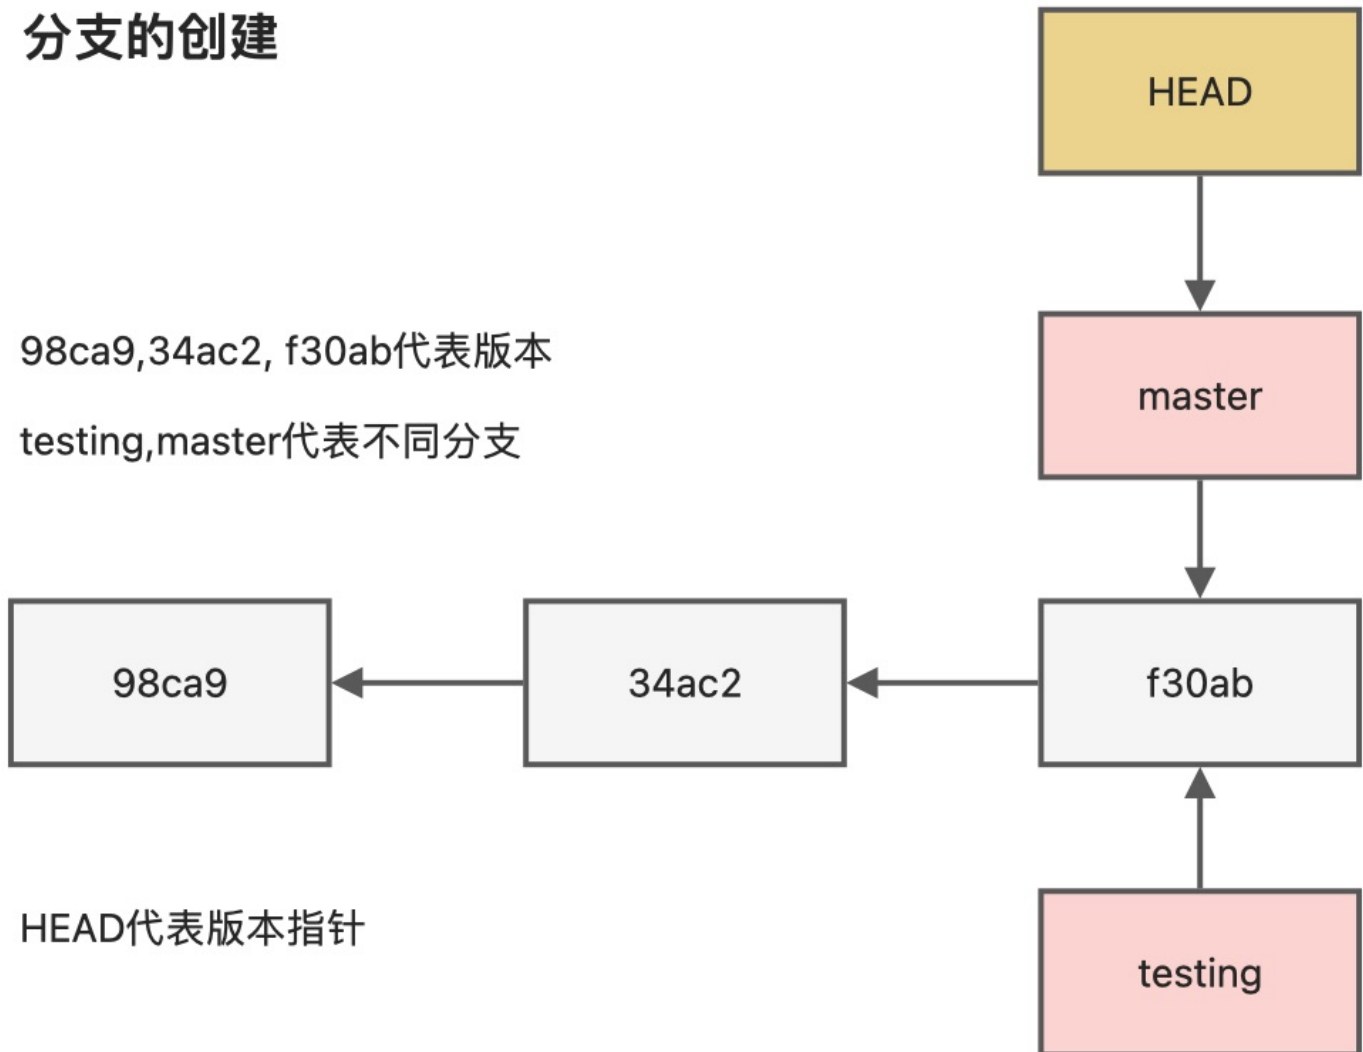 分支的创建
HEAD
98ca9,34ac2, f30ab代表版本
master
testing,master代表不同分支
98ca9
34ac2
f30ab
HEAD代表版本指针
testing